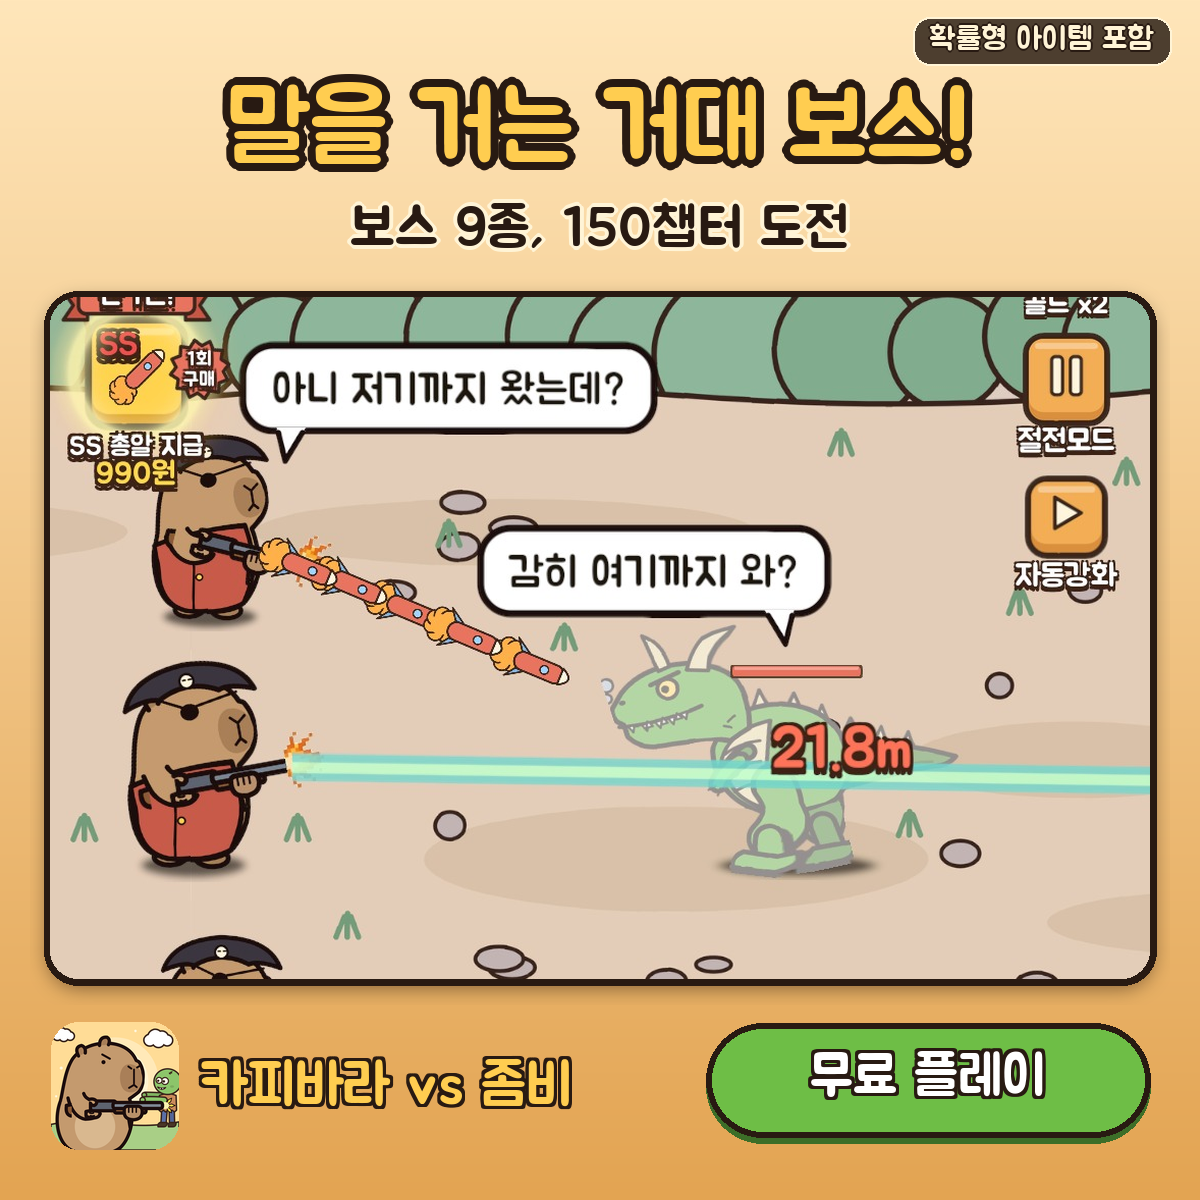 확률형 아이템 포함
말을 거는 거대 보스!
보스 9종, 150챕터 도전
골드 x2
SS
1회
구매
SS 총알 지급
990원
아니 저기까지 왔는데?
절전모드
감히 여기까지 와?
자동강화
21.8m
카피바라 vs 좀비
무료 플레이